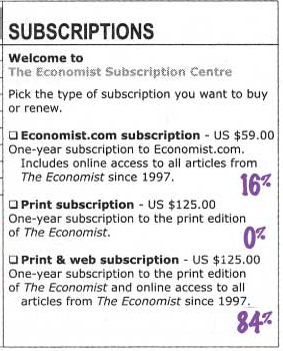 SUBSCRIPTIONS
Welcome to
The Economist Subscription Centre
Pick the type of subscription you want to buy
or renew.
❑ Economist.com subscription - US $59.00
One-year subscription to Economist.com.
Includes online access to all articles from
The Economist since 1997.
16%
❑ Print subscription - US $125.00
One-year subscription to the print edition
of The Economist.
0%
❑ Print & web subscription - US $125.00
One-year subscription to the print edition
of The Economist and online access to all
articles from The Economist since 1997.
84%